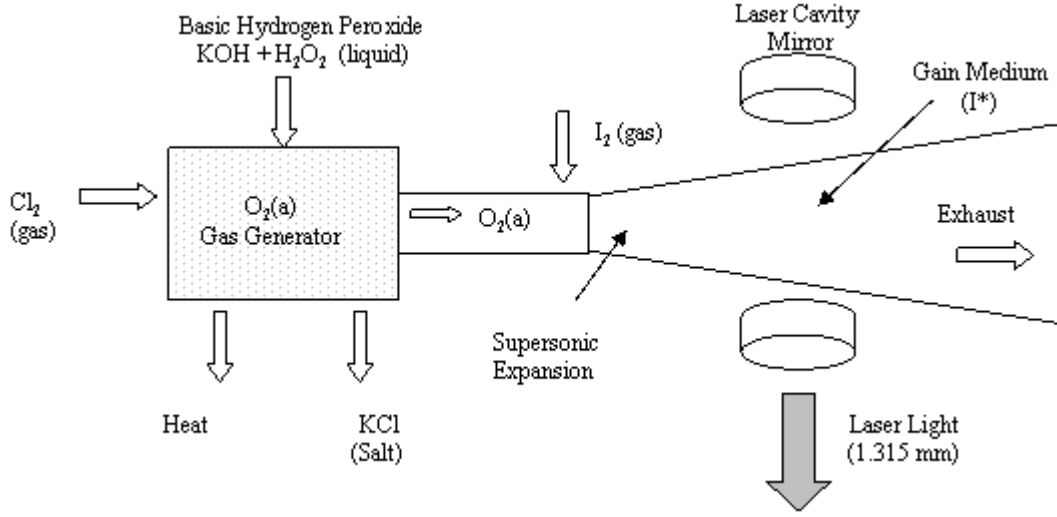 Basic Hydrogen Peroxide
KOH + H₂O₂ (liquid)
Laser Cavity
Mirror
Gain Medium
(I*)
I₂ (gas)
Cl₂
(gas)
O₂(a)
Gas Generator
O₂(a)
Exhaust
Supersonic
Expansion
Heat
KCl
(Salt)
Laser Light
(1.315 mm)